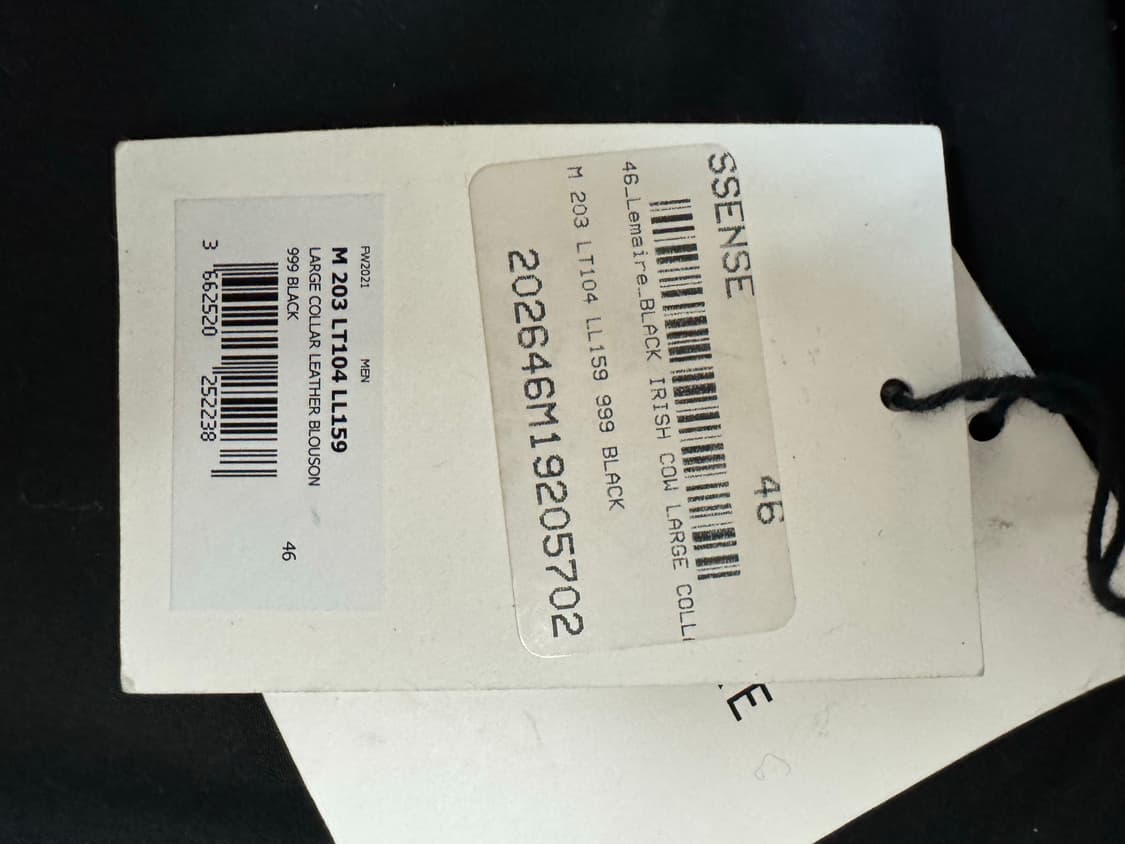 SSENSE 46
46_Lemaire_BLACK IRISH COW LARGE COLL
M 203 LT104 LL159 999 BLACK
202646M19205702
FW2021 MEN
M 203 LT104 LL159
LARGE COLLAR LEATHER BLOUSON
999 BLACK 46
3 662520 252238
E